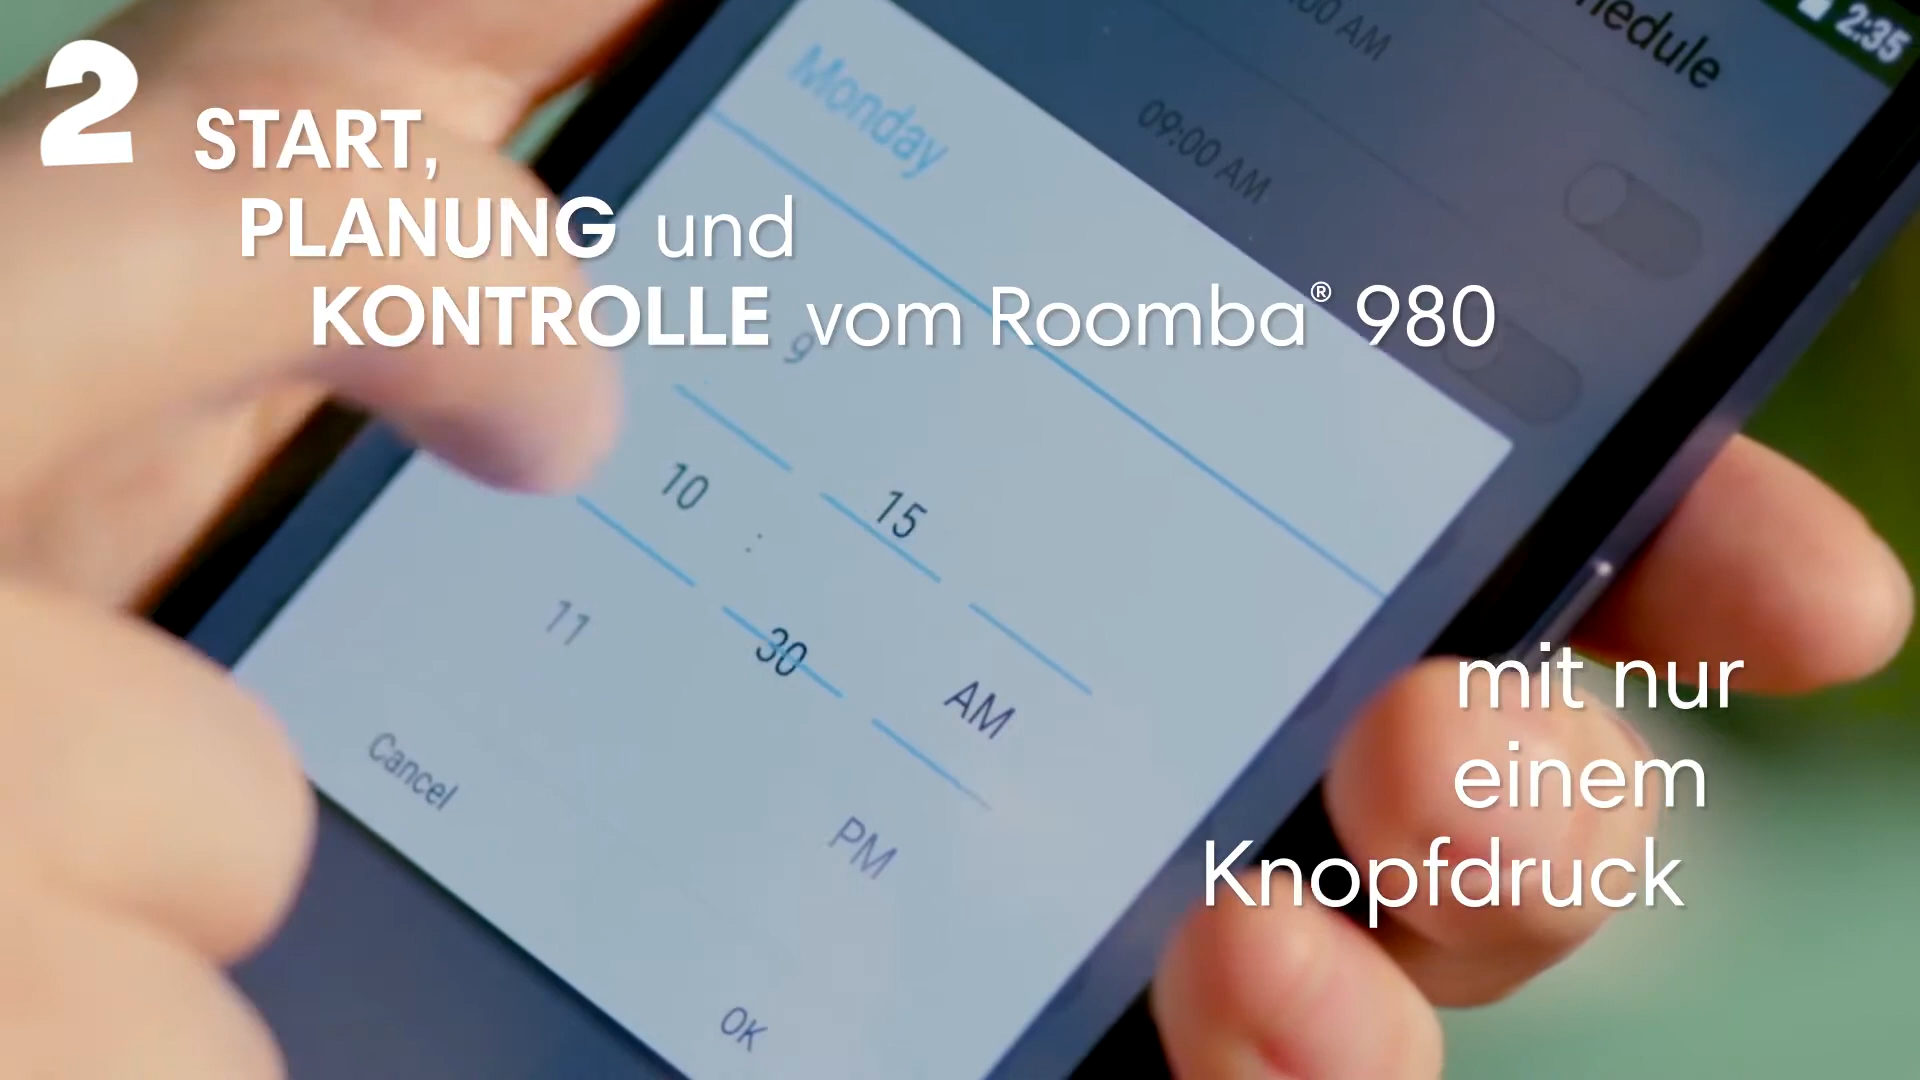 2
START,
PLANUNG und
KONTROLLE vom Roomba® 980
mit nur
einem
Knopfdruck
2:35
09:00 AM
Monday
9
10 : 15
11 30 AM
PM
Cancel
OK